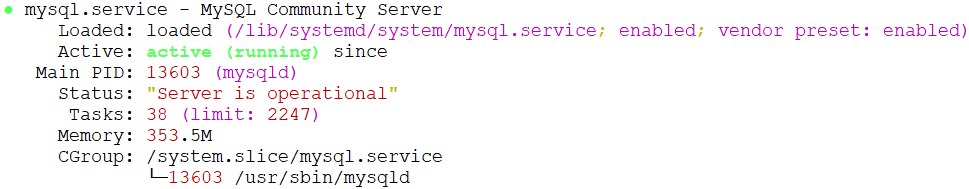 ● mysql.service - MySQL Community Server
Loaded: loaded (/lib/systemd/system/mysql.service; enabled; vendor preset: enabled)
Active: active (running) since
Main PID: 13603 (mysqld)
Status: "Server is operational"
Tasks: 38 (limit: 2247)
Memory: 353.5M
CGroup: /system.slice/mysql.service
└─13603 /usr/sbin/mysqld